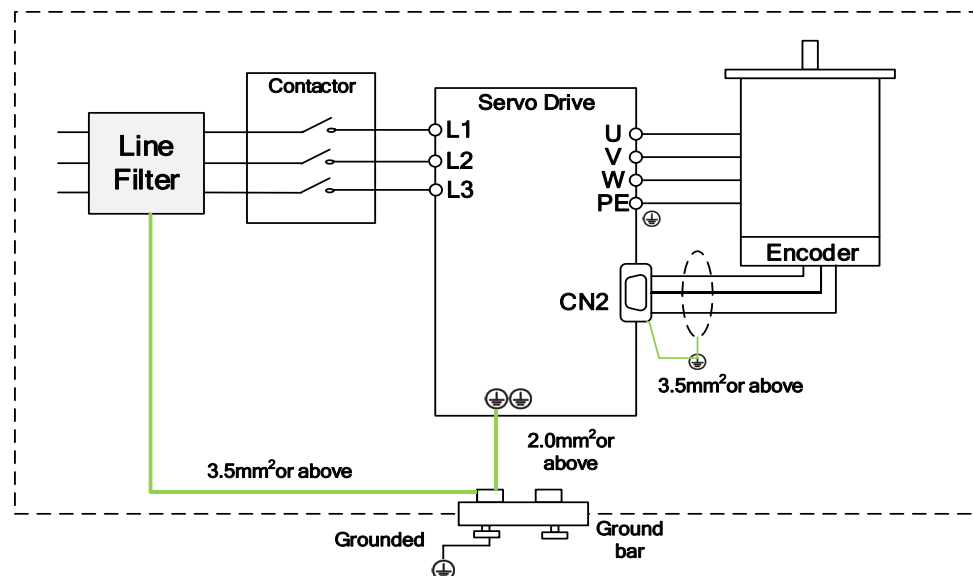 Contactor
Line
Filter
Servo Drive
L1
L2
L3
U
V
W
PE
Encoder
CN2
3.5mm²or above
2.0mm²or
above
3.5mm²or above
Grounded
Ground
bar